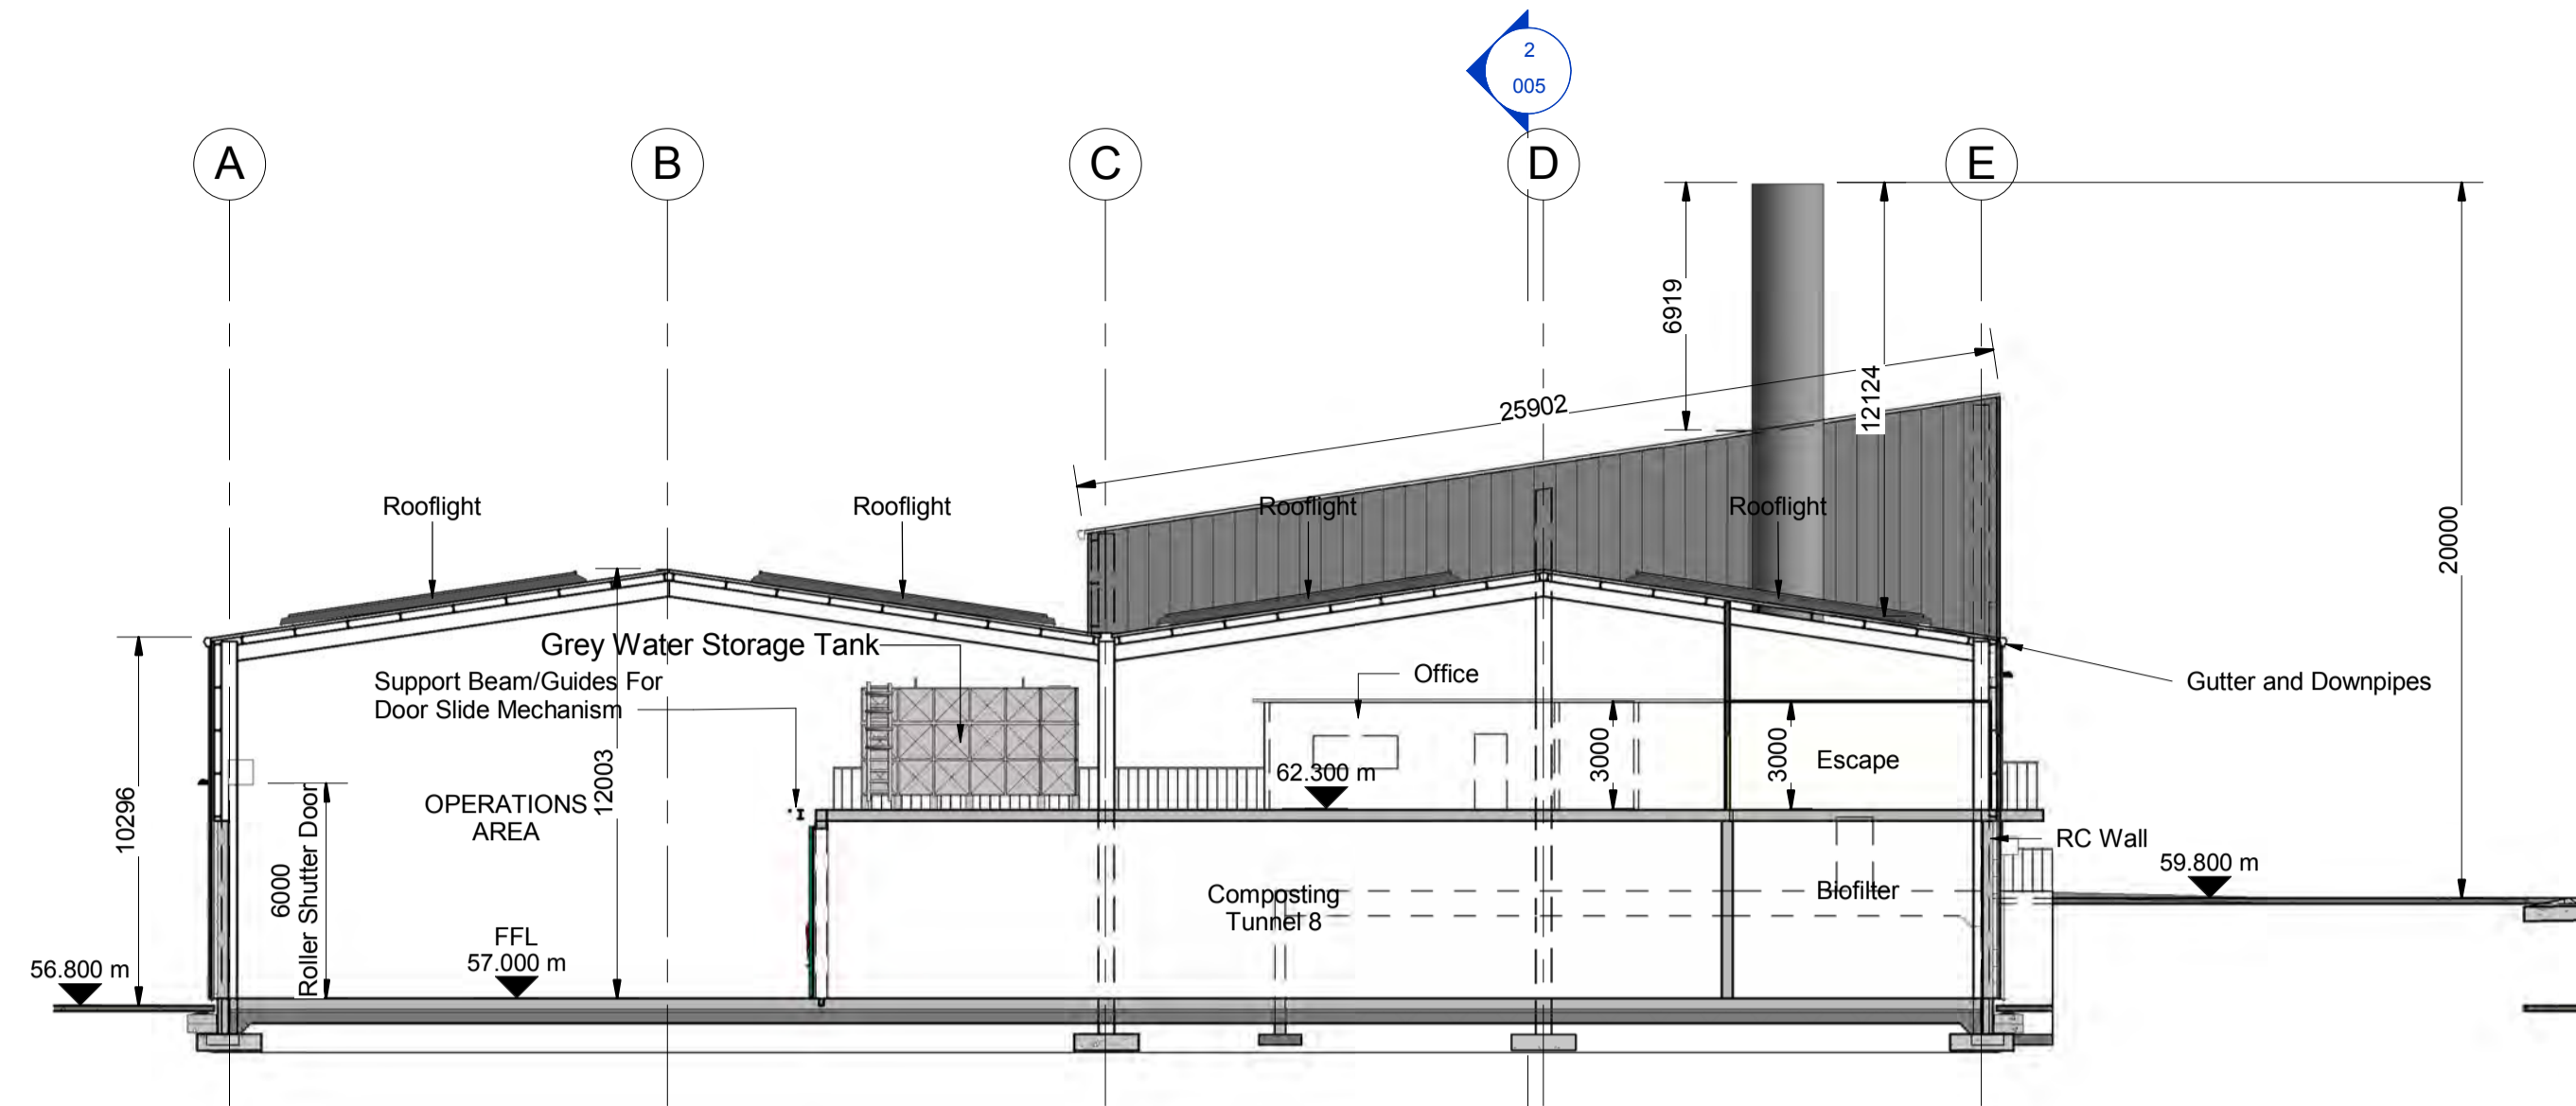 2
005
A
B
C
D
E
6919
12124
25902
20000
Rooflight
Rooflight
Rooflight
Rooflight
Grey Water Storage Tank
Support Beam/Guides For
Door Slide Mechanism
Office
Gutter and Downpipes
10296
6000
Roller Shutter Door
OPERATIONS
AREA
12003
62.300 m
3000
3000
Escape
RC Wall
59.800 m
Composting
Tunnel 8
Biofilter
FFL
57.000 m
56.800 m